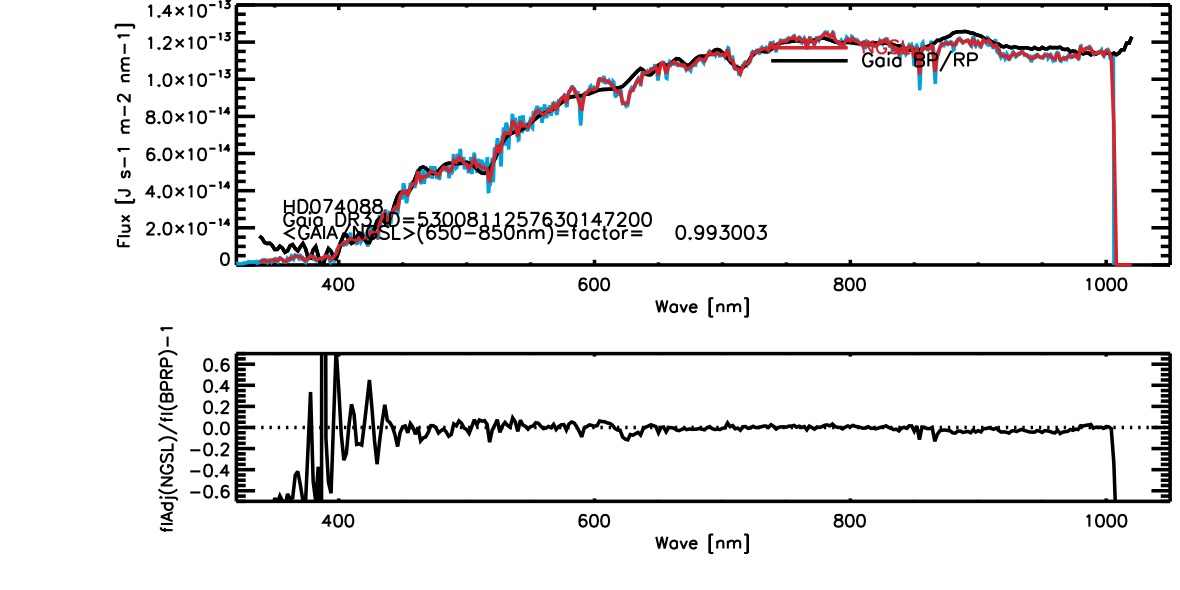 1.4×10⁻¹³
1.2×10⁻¹³
1.0×10⁻¹³
8.0×10⁻¹⁴
6.0×10⁻¹⁴
4.0×10⁻¹⁴
2.0×10⁻¹⁴
0
Flux [J s−1 m−2 nm−1]
NGSL
Gaia BP/RP
HD074088
Gaia DR3 ID=5300811257630147200
<GAIA/NGSL>(650−850nm)=factor= 0.993003
400 600 800 1000
Wave [nm]
flAdj(NGSL)/fl(BPRP)−1
0.6
0.4
0.2
0.0
−0.2
−0.4
−0.6
400 600 800 1000
Wave [nm]